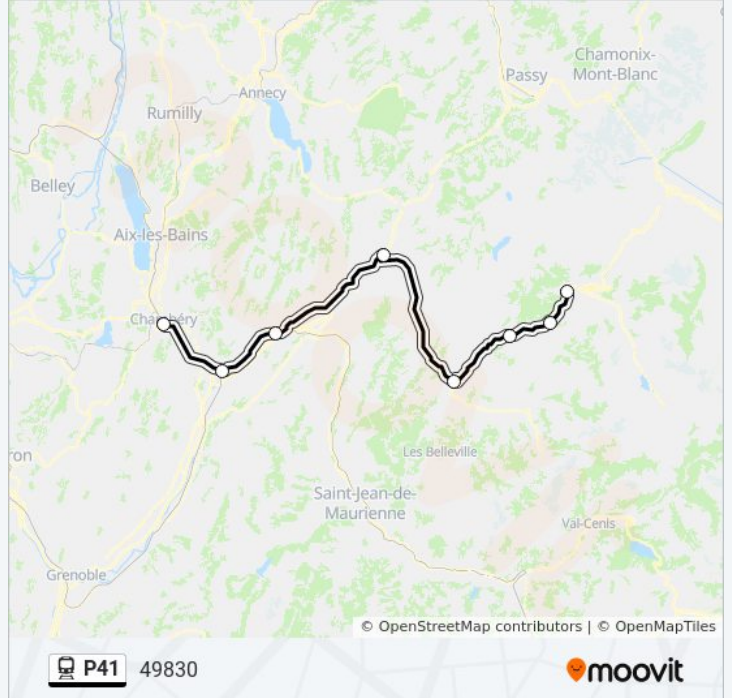 Chamonix-
Mont-Blanc
Passy
Annecy
Rumilly
Belley
Aix-les-Bains
Chambéry
Les Belleville
Saint-Jean-de-
Maurienne
Val-Cenis
ron
Grenoble
© OpenStreetMap contributors | © OpenMapTiles
P41 49830 moovit